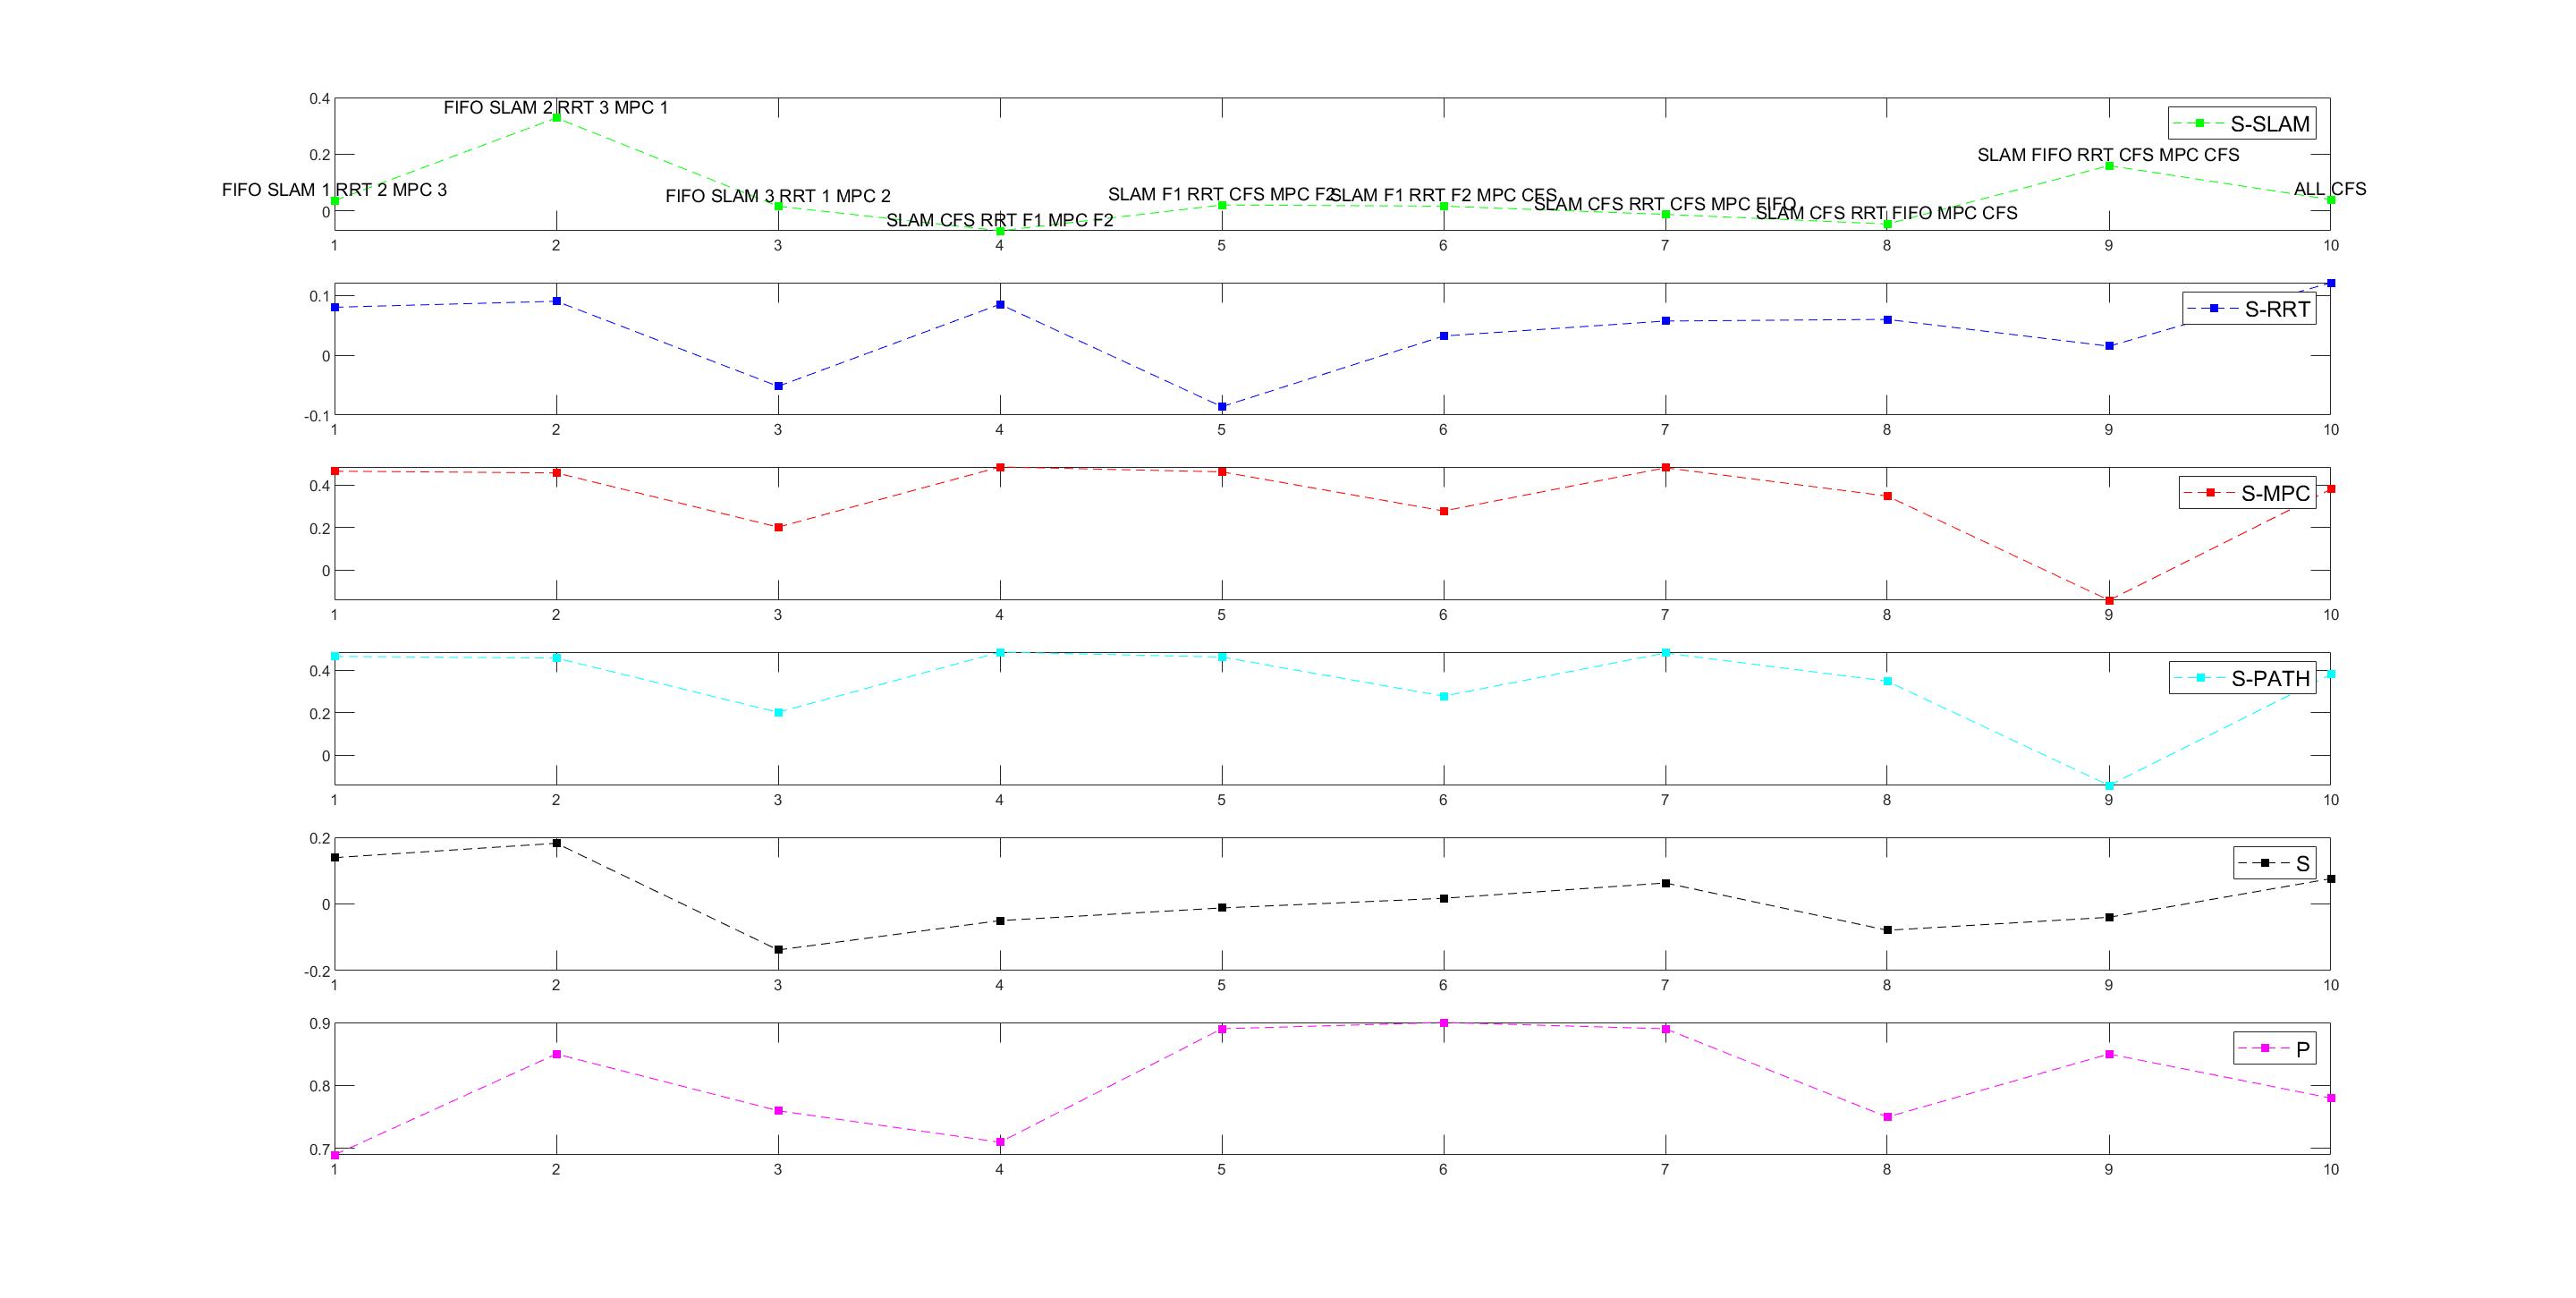 0.4
FIFO SLAM 2 RRT 3 MPC 1
S-SLAM
0.2
SLAM FIFO RRT CFS MPC CFS
FIFO SLAM 1 RRT 2 MPC 3
FIFO SLAM 3 RRT 1 MPC 2
SLAM F1 RRT CFS MPC F2
SLAM F1 RRT F2 MPC CFS
SLAM CFS RRT CFS MPC FIFO
ALL CFS
0
SLAM CFS RRT F1 MPC F2
SLAM CFS RRT FIFO MPC CFS
1 2 3 4 5 6 7 8 9 10
0.1
S-RRT
0
-0.1
1 2 3 4 5 6 7 8 9 10
0.4
S-MPC
0.2
0
1 2 3 4 5 6 7 8 9 10
0.4
S-PATH
0.2
0
1 2 3 4 5 6 7 8 9 10
0.2
S
0
-0.2
1 2 3 4 5 6 7 8 9 10
0.9
P
0.8
0.7
1 2 3 4 5 6 7 8 9 10